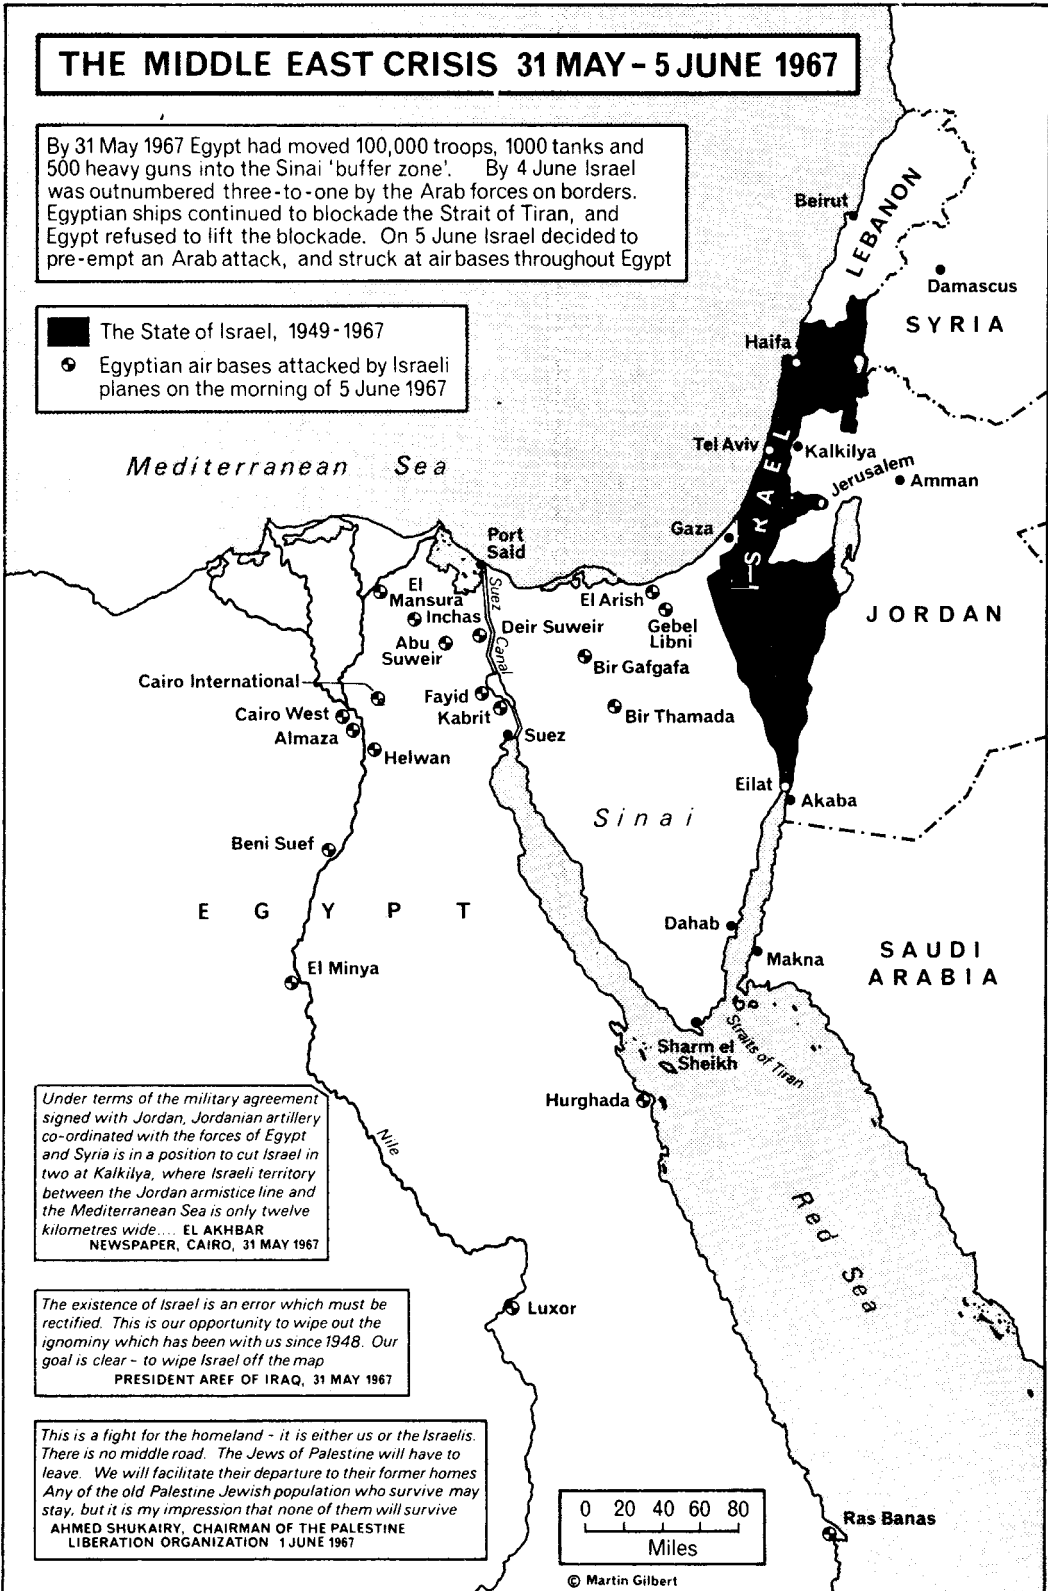 THE MIDDLE EAST CRISIS 31 MAY – 5 JUNE 1967
By 31 May 1967 Egypt had moved 100,000 troops, 1000 tanks and
500 heavy guns into the Sinai 'buffer zone'. By 4 June Israel
was outnumbered three-to-one by the Arab forces on borders.
Egyptian ships continued to blockade the Strait of Tiran, and
Egypt refused to lift the blockade. On 5 June Israel decided to
pre-empt an Arab attack, and struck at air bases throughout Egypt
The State of Israel, 1949-1967
Egyptian air bases attacked by Israeli
planes on the morning of 5 June 1967
Beirut
LEBANON
Damascus
SYRIA
Haifa
Tel Aviv
Kalkilya
ISRAEL
Jerusalem
Amman
Mediterranean Sea
Gaza
Port
Said
Suez Canal
El
Mansura
Inchas
Abu
Suweir
Deir Suweir
El Arish
Gebel
Libni
Bir Gafgafa
JORDAN
Cairo International
Cairo West
Almaza
Helwan
Fayid
Kabrit
Suez
Bir Thamada
Eilat
Akaba
Sinai
Beni Suef
EGYPT
Dahab
Makna
SAUDI
ARABIA
El Minya
Sharm el
Sheikh
Straits of Tiran
Hurghada
Nile
Red Sea
Under terms of the military agreement
signed with Jordan, Jordanian artillery
co-ordinated with the forces of Egypt
and Syria is in a position to cut Israel in
two at Kalkilya, where Israeli territory
between the Jordan armistice line and
the Mediterranean Sea is only twelve
kilometres wide.... EL AKHBAR
NEWSPAPER, CAIRO, 31 MAY 1967
Luxor
The existence of Israel is an error which must be
rectified. This is our opportunity to wipe out the
ignominy which has been with us since 1948. Our
goal is clear - to wipe Israel off the map
PRESIDENT AREF OF IRAQ, 31 MAY 1967
This is a fight for the homeland - it is either us or the Israelis.
There is no middle road. The Jews of Palestine will have to
leave. We will facilitate their departure to their former homes
Any of the old Palestine Jewish population who survive may
stay, but it is my impression that none of them will survive
AHMED SHUKAIRY, CHAIRMAN OF THE PALESTINE
LIBERATION ORGANIZATION 1 JUNE 1967
0 20 40 60 80
Miles
Ras Banas
© Martin Gilbert